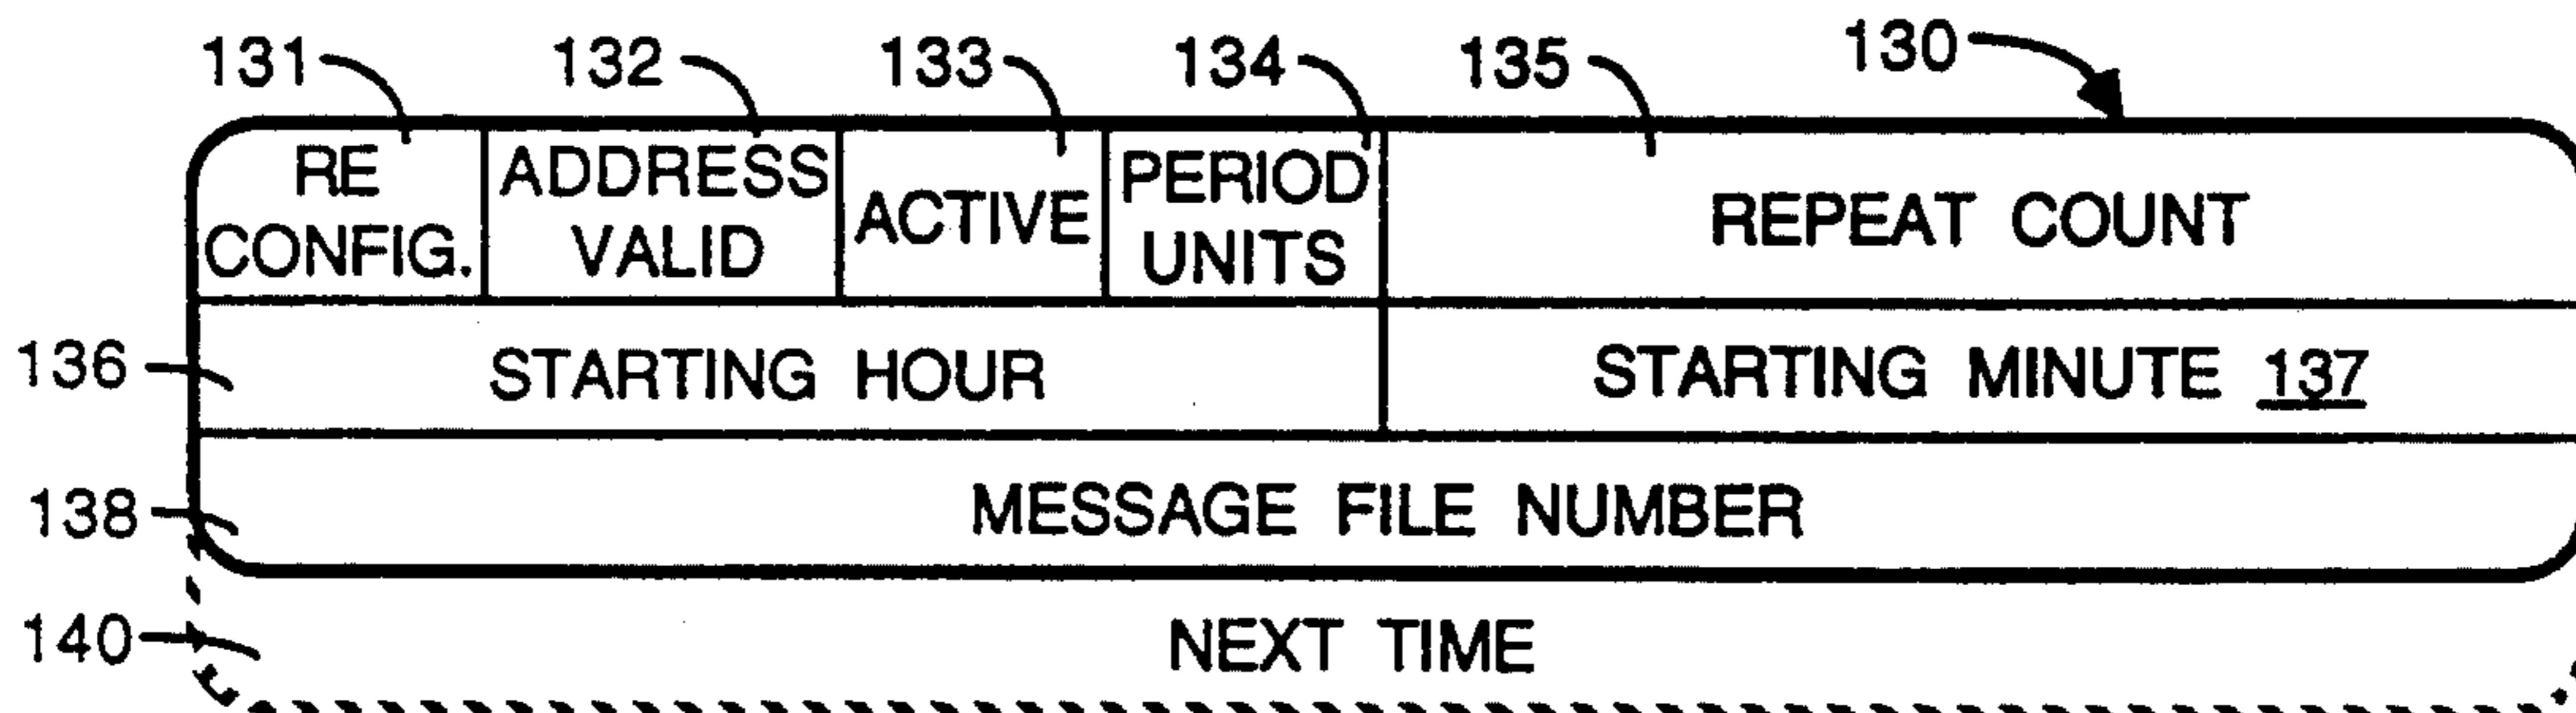 131 132 133 134 135 130
RE CONFIG. ADDRESS VALID ACTIVE PERIOD UNITS REPEAT COUNT
136 STARTING HOUR STARTING MINUTE 137
138 MESSAGE FILE NUMBER
140 NEXT TIME